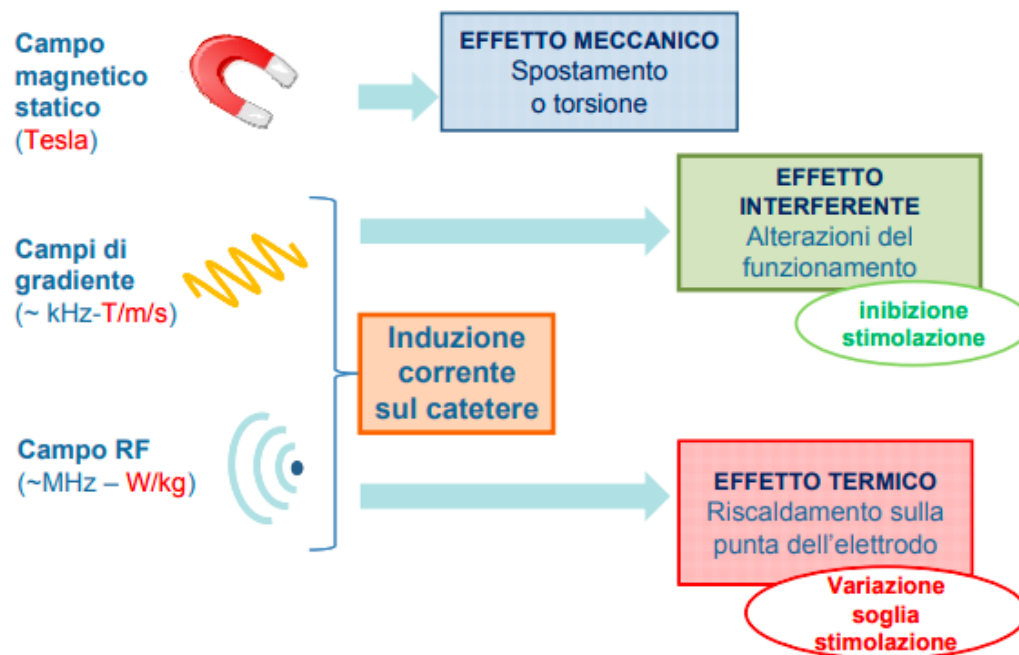 Campo
magnetico
statico
(Tesla)
EFFETTO MECCANICO
Spostamento
o torsione
Campi di
gradiente
(~ kHz-T/m/s)
EFFETTO
INTERFERENTE
Alterazioni del
funzionamento
inibizione
stimolazione
Induzione
corrente
sul catetere
Campo RF
(~MHz – W/kg)
EFFETTO TERMICO
Riscaldamento sulla
punta dell'elettrodo
Variazione
soglia
stimolazione